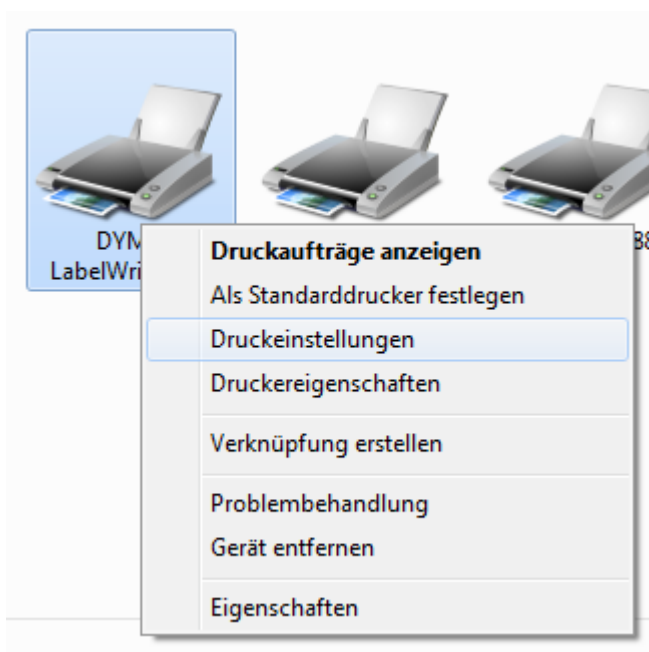 DYM
LabelWri
Druckaufträge anzeigen
Als Standarddrucker festlegen
Druckeinstellungen
Druckereigenschaften
Verknüpfung erstellen
Problembehandlung
Gerät entfernen
Eigenschaften